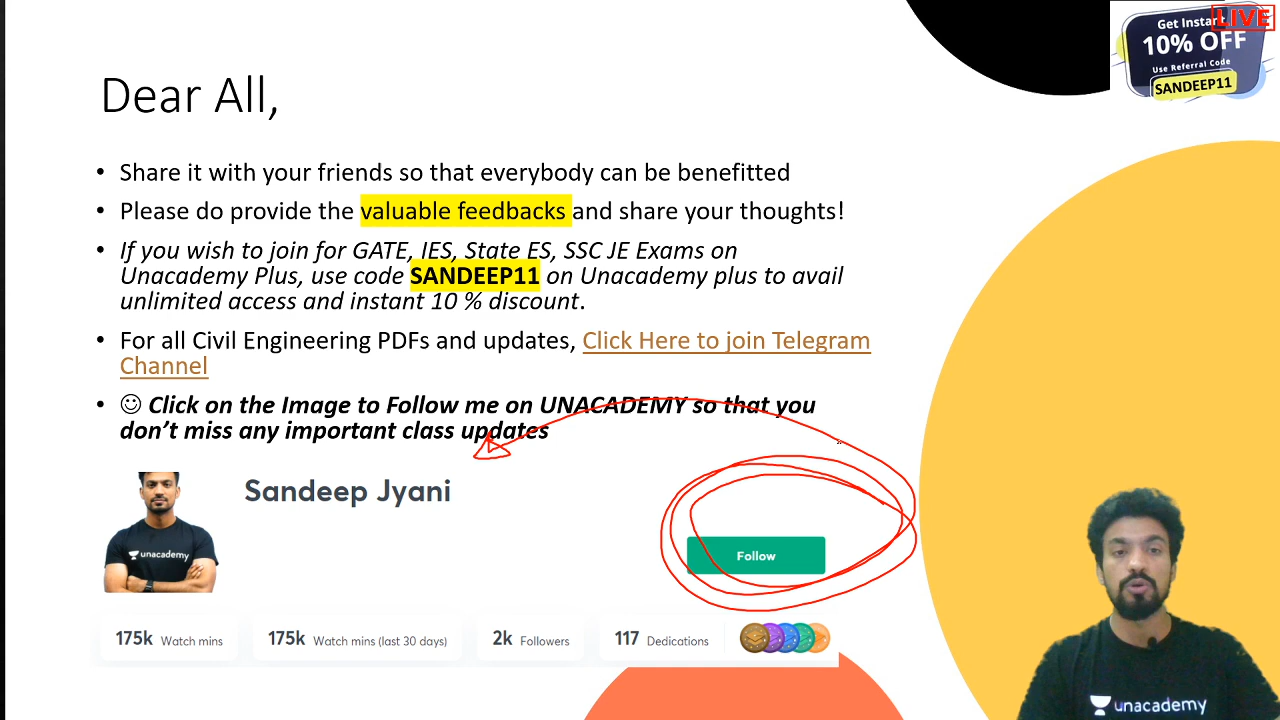 LIVE
Get Instant
10% OFF
Use Referral Code
SANDEEP11
Dear All,
• Share it with your friends so that everybody can be benefitted
• Please do provide the valuable feedbacks and share your thoughts!
• If you wish to join for GATE, IES, State ES, SSC JE Exams on
Unacademy Plus, use code SANDEEP11 on Unacademy plus to avail
unlimited access and instant 10 % discount.
• For all Civil Engineering PDFs and updates, Click Here to join Telegram
Channel
• ☺ Click on the Image to Follow me on UNACADEMY so that you
don’t miss any important class updates
Sandeep Jyani
unacademy
Follow
175k Watch mins 175k Watch mins (last 30 days) 2k Followers 117 Dedications
unacademy